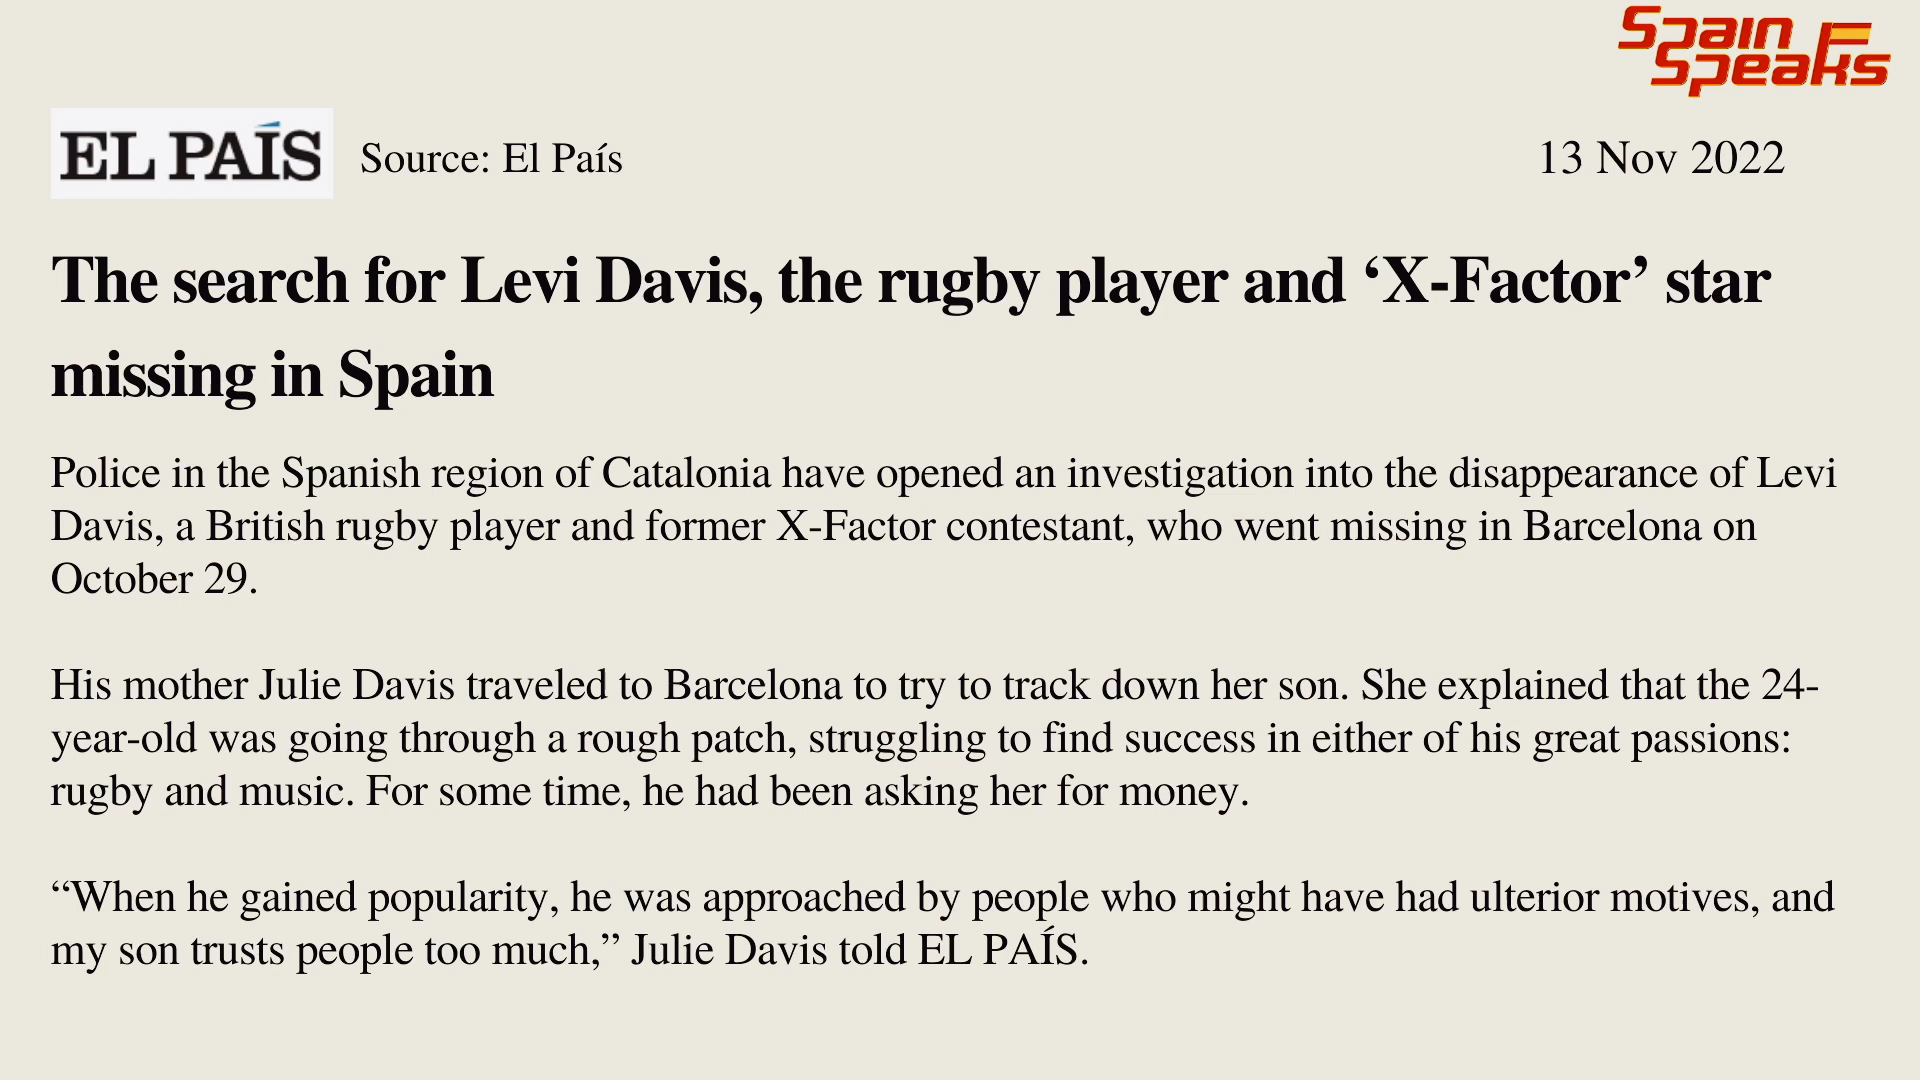 Spain
Speaks
EL PAÍS
Source: El País
13 Nov 2022
The search for Levi Davis, the rugby player and ‘X-Factor’ star
missing in Spain
Police in the Spanish region of Catalonia have opened an investigation into the disappearance of Levi
Davis, a British rugby player and former X-Factor contestant, who went missing in Barcelona on
October 29.
His mother Julie Davis traveled to Barcelona to try to track down her son. She explained that the 24-
year-old was going through a rough patch, struggling to find success in either of his great passions:
rugby and music. For some time, he had been asking her for money.
“When he gained popularity, he was approached by people who might have had ulterior motives, and
my son trusts people too much,” Julie Davis told EL PAÍS.